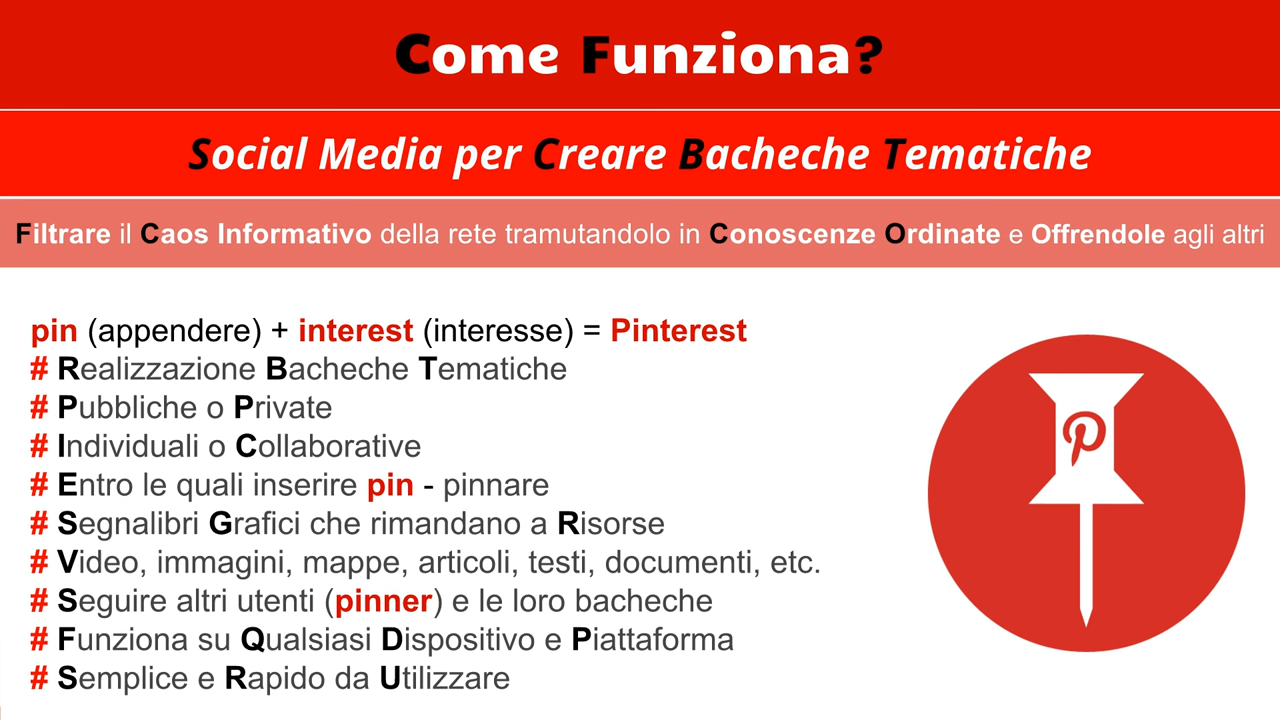 Come Funziona?
Social Media per Creare Bacheche Tematiche
Filtrare il Caos Informativo della rete tramutandolo in Conoscenze Ordinate e Offrendole agli altri
pin (appendere) + interest (interesse) = Pinterest
# Realizzazione Bacheche Tematiche
# Pubbliche o Private
# Individuali o Collaborative
# Entro le quali inserire pin - pinnare
# Segnalibri Grafici che rimandano a Risorse
# Video, immagini, mappe, articoli, testi, documenti, etc.
# Seguire altri utenti (pinner) e le loro bacheche
# Funziona su Qualsiasi Dispositivo e Piattaforma
# Semplice e Rapido da Utilizzare